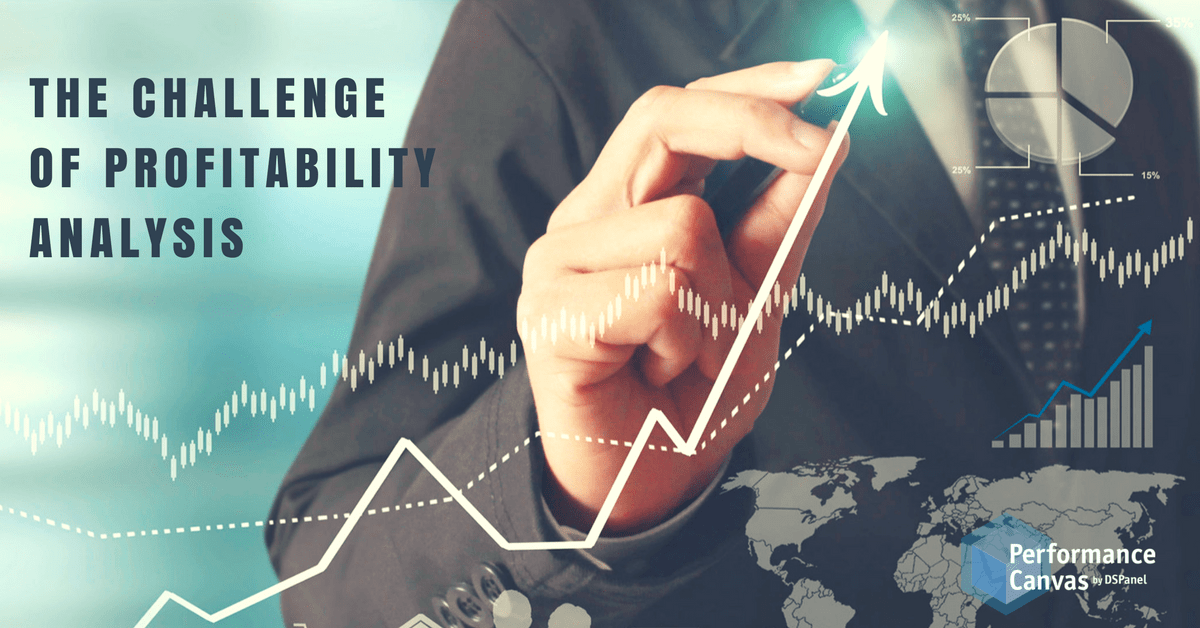 THE CHALLENGE
OF PROFITABILITY
ANALYSIS
25%
35%
25%
15%
Performance
Canvas by DSPanel